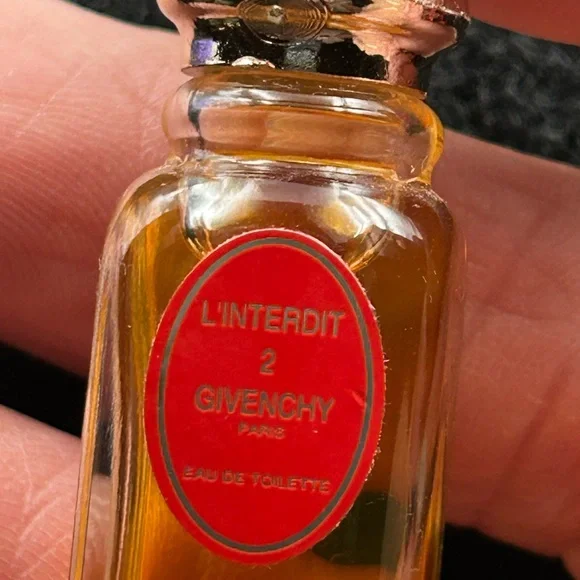 L'INTERDIT
2
GIVENCHY
PARIS
EAU DE TOILETTE